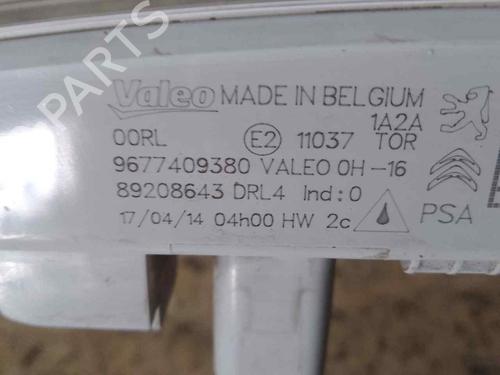 PARTS
Valeo MADE IN BELGIUM
1A2A
00RL E2 11037 TOR
9677409380 VALEO 0H-16
89208643 DRL4 Ind:0
17/04/14 04h00 HW 2c PSA